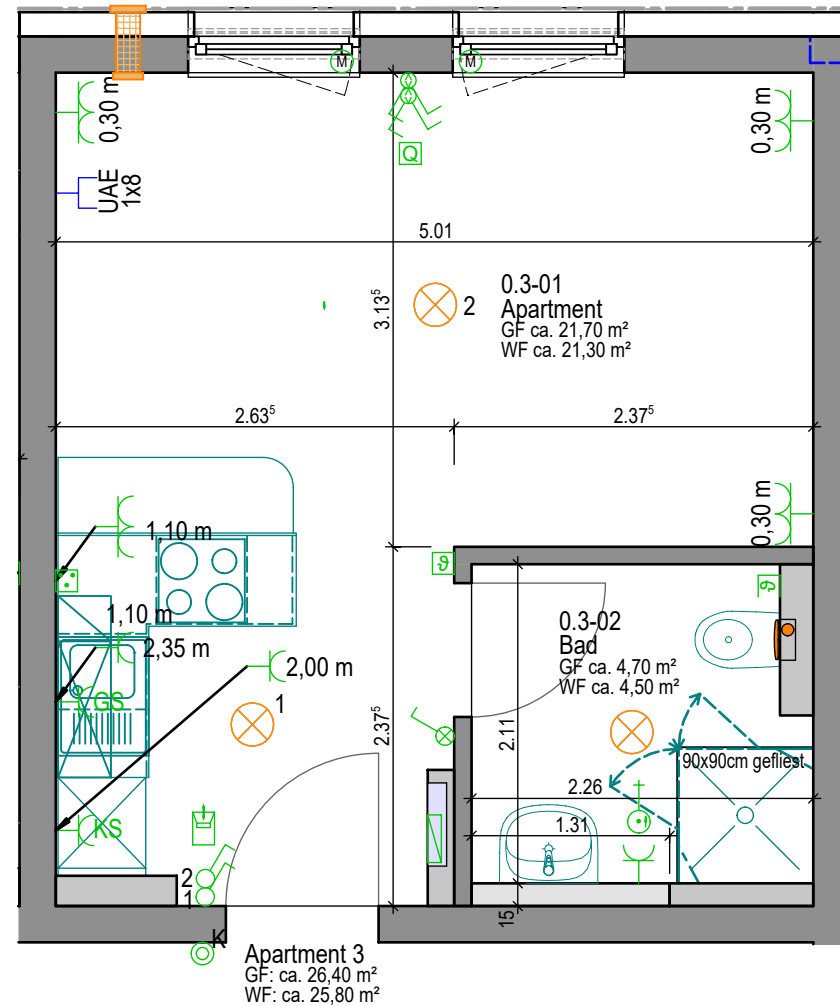 M
M
0,30 m
0,30 m
Q
UAE
1x8
5.01
3.13⁵
2
0.3-01
Apartment
GF ca. 21,70 m²
WF ca. 21,30 m²
2.63⁵
2.37⁵
0,30 m
1,10 m
ϑ
ϑ
1,10 m
2,35 m
2,00 m
0.3-02
Bad
GF ca. 4,70 m²
WF ca. 4,50 m²
GS
1
2.37⁵
2.11
90x90cm gefliest
2.26
1.31
KS
2
1
15
K
Apartment 3
GF: ca. 26,40 m²
WF: ca. 25,80 m²